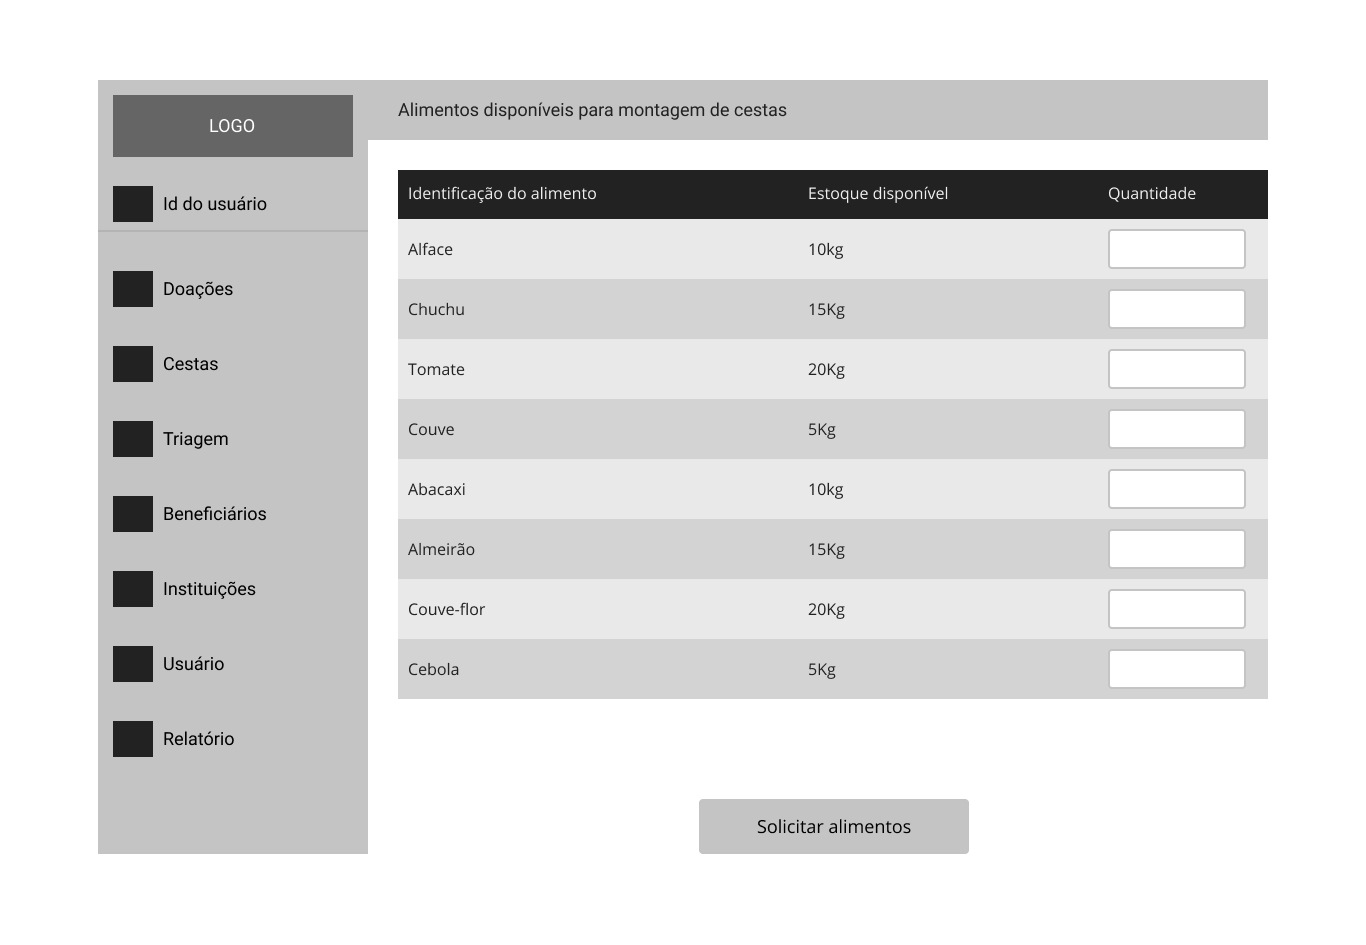 LOGO
Id do usuário
Doações
Cestas
Triagem
Beneficiários
Instituições
Usuário
Relatório
Alimentos disponíveis para montagem de cestas
Identificação do alimento Estoque disponível Quantidade
Alface 10kg
Chuchu 15Kg
Tomate 20Kg
Couve 5Kg
Abacaxi 10kg
Almeirão 15Kg
Couve-flor 20Kg
Cebola 5Kg
Solicitar alimentos